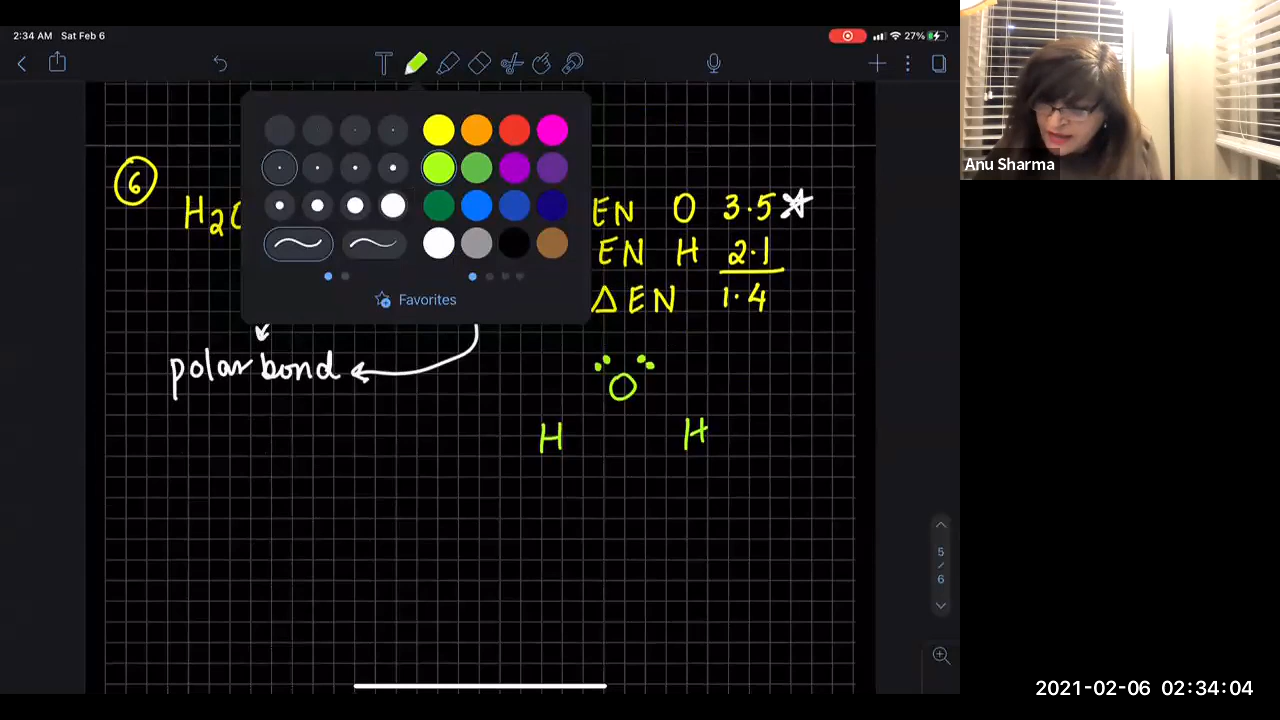 2:34 AM Sat Feb 6
27%
T
Favorites
6
H₂O
EN O 3.5
EN H 2.1
ΔEN 1.4
polar bond
O
H H
5
/
6
Anu Sharma
2021-02-06 02:34:04